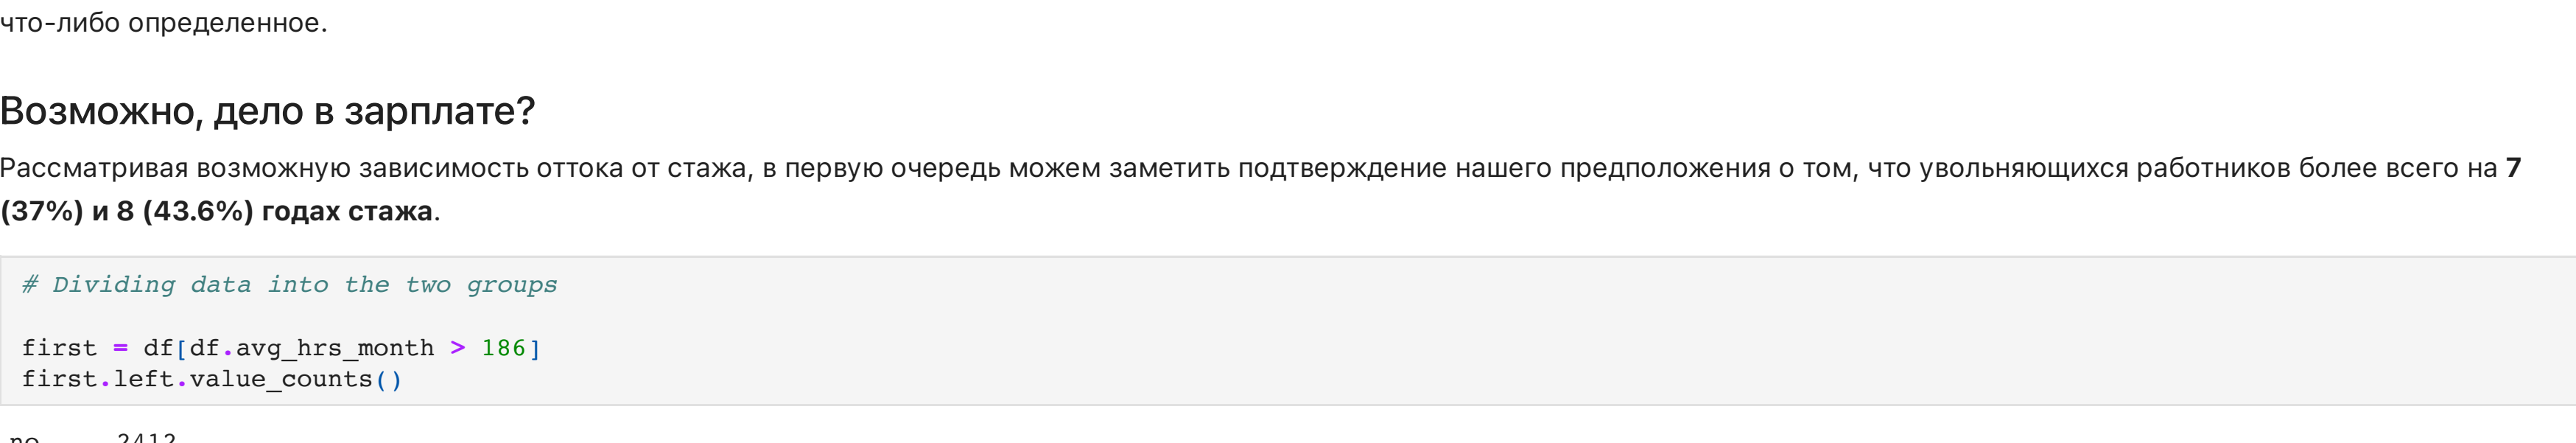 что-либо определенное.
Возможно, дело в зарплате?
Рассматривая возможную зависимость оттока от стажа, в первую очередь можем заметить подтверждение нашего предположения о том, что увольняющихся работников более всего на 7
(37%) и 8 (43.6%) годах стажа.
# Dividing data into the two groups
first = df[df.avg_hrs_month > 186]
first.left.value_counts()
no 2412